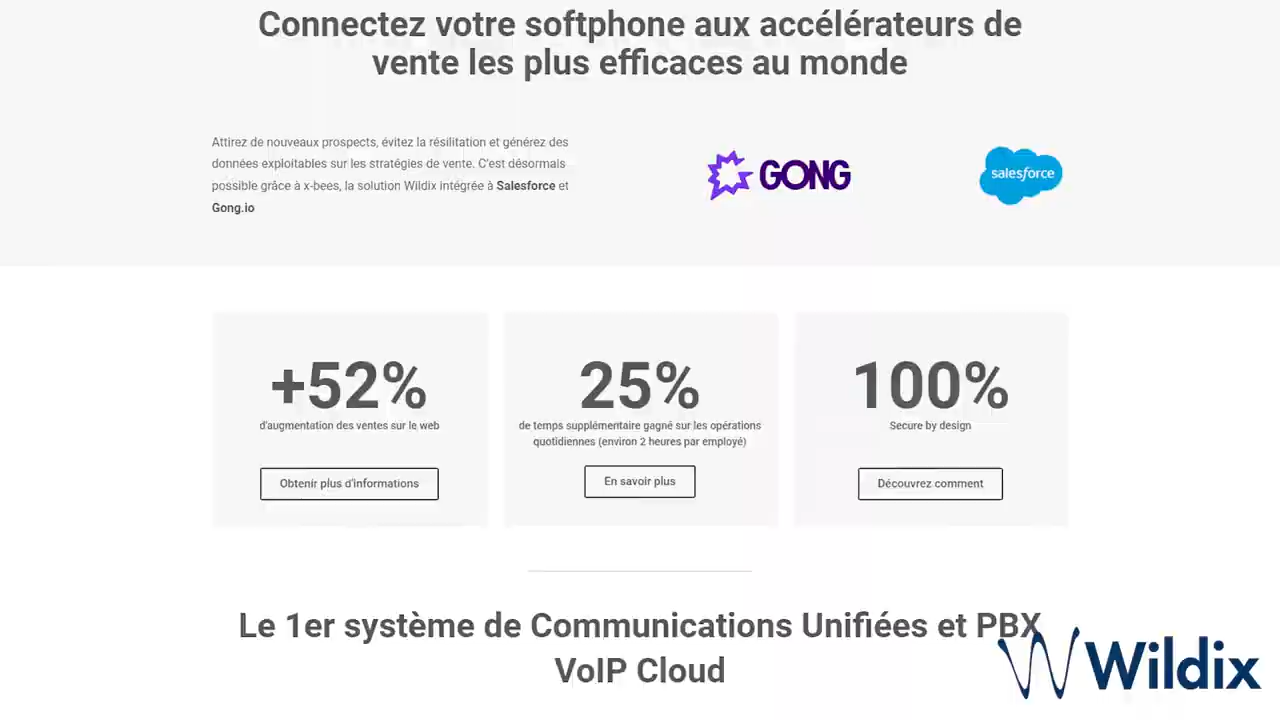 Connectez votre softphone aux accélérateurs de
vente les plus efficaces au monde
Attirez de nouveaux prospects, évitez la résilitation et générez des
données exploitables sur les stratégies de vente. C'est désormais
possible grâce à x-bees, la solution Wildix intégrée à Salesforce et
Gong.io
GONG
salesforce
+52%
d'augmentation des ventes sur le web
Obtenir plus d'informations
25%
de temps supplémentaire gagné sur les opérations
quotidiennes (environ 2 heures par employé)
En savoir plus
100%
Secure by design
Découvrez comment
Le 1er système de Communications Unifiées et PBX
VoIP Cloud
Wildix